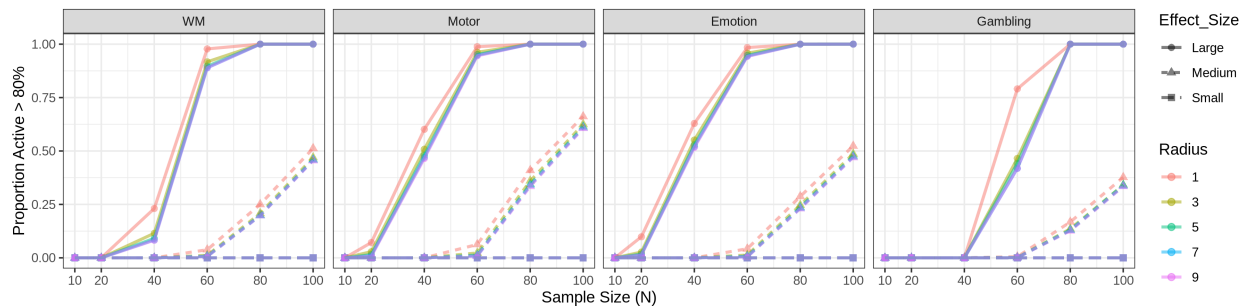 WM
Motor
Emotion
Gambling
Proportion Active > 80%
1.00
0.75
0.50
0.25
0.00
10 20 40 60 80 100
10 20 40 60 80 100
10 20 40 60 80 100
10 20 40 60 80 100
Sample Size (N)
Effect_Size
Large
Medium
Small
Radius
1
3
5
7
9